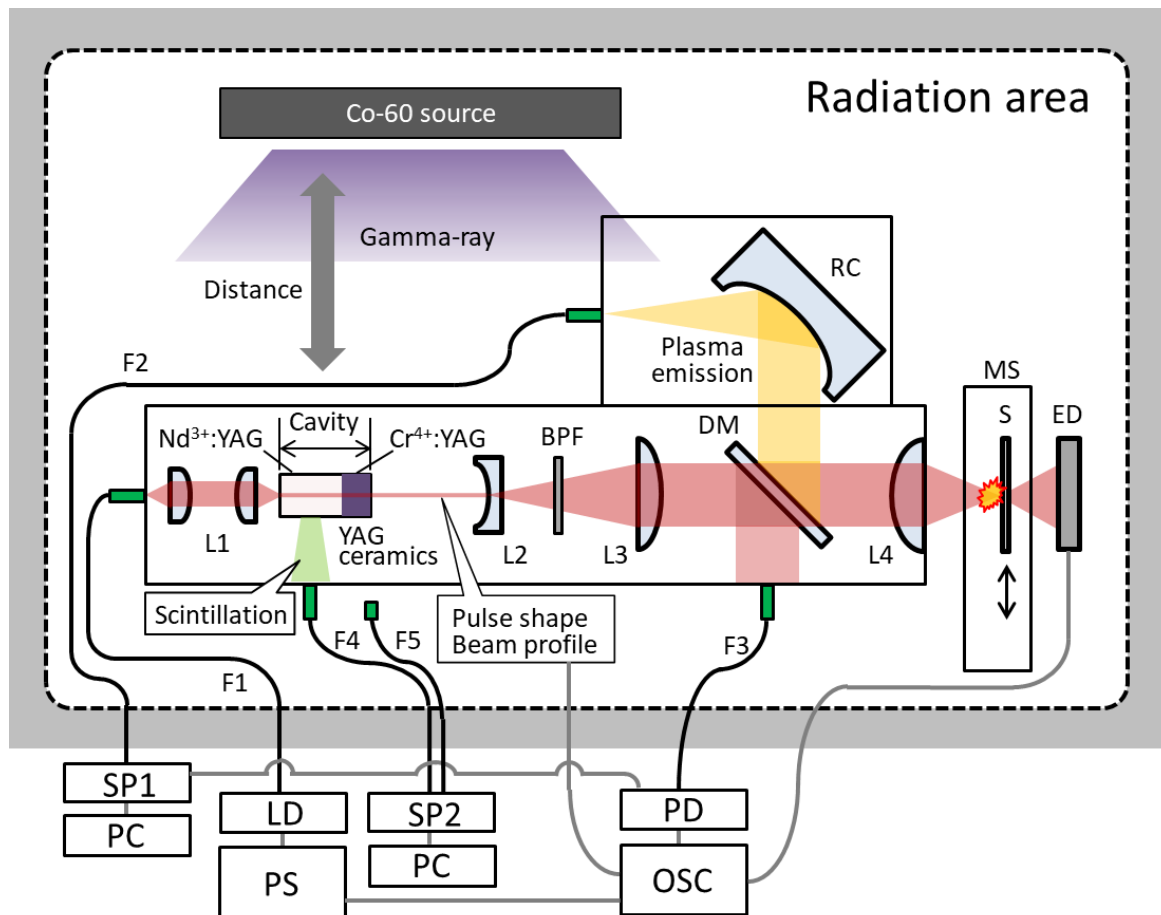 Radiation area
Co-60 source
Gamma-ray
Distance
RC
Plasma
emission
F2
MS
S
ED
Cavity
Nd³⁺:YAG
Cr⁴⁺:YAG
BPF
DM
L1
YAG
ceramics
L2
L3
L4
Scintillation
Pulse shape
Beam profile
F4
F5
F3
F1
SP1
PC
LD
PS
SP2
PC
PD
OSC